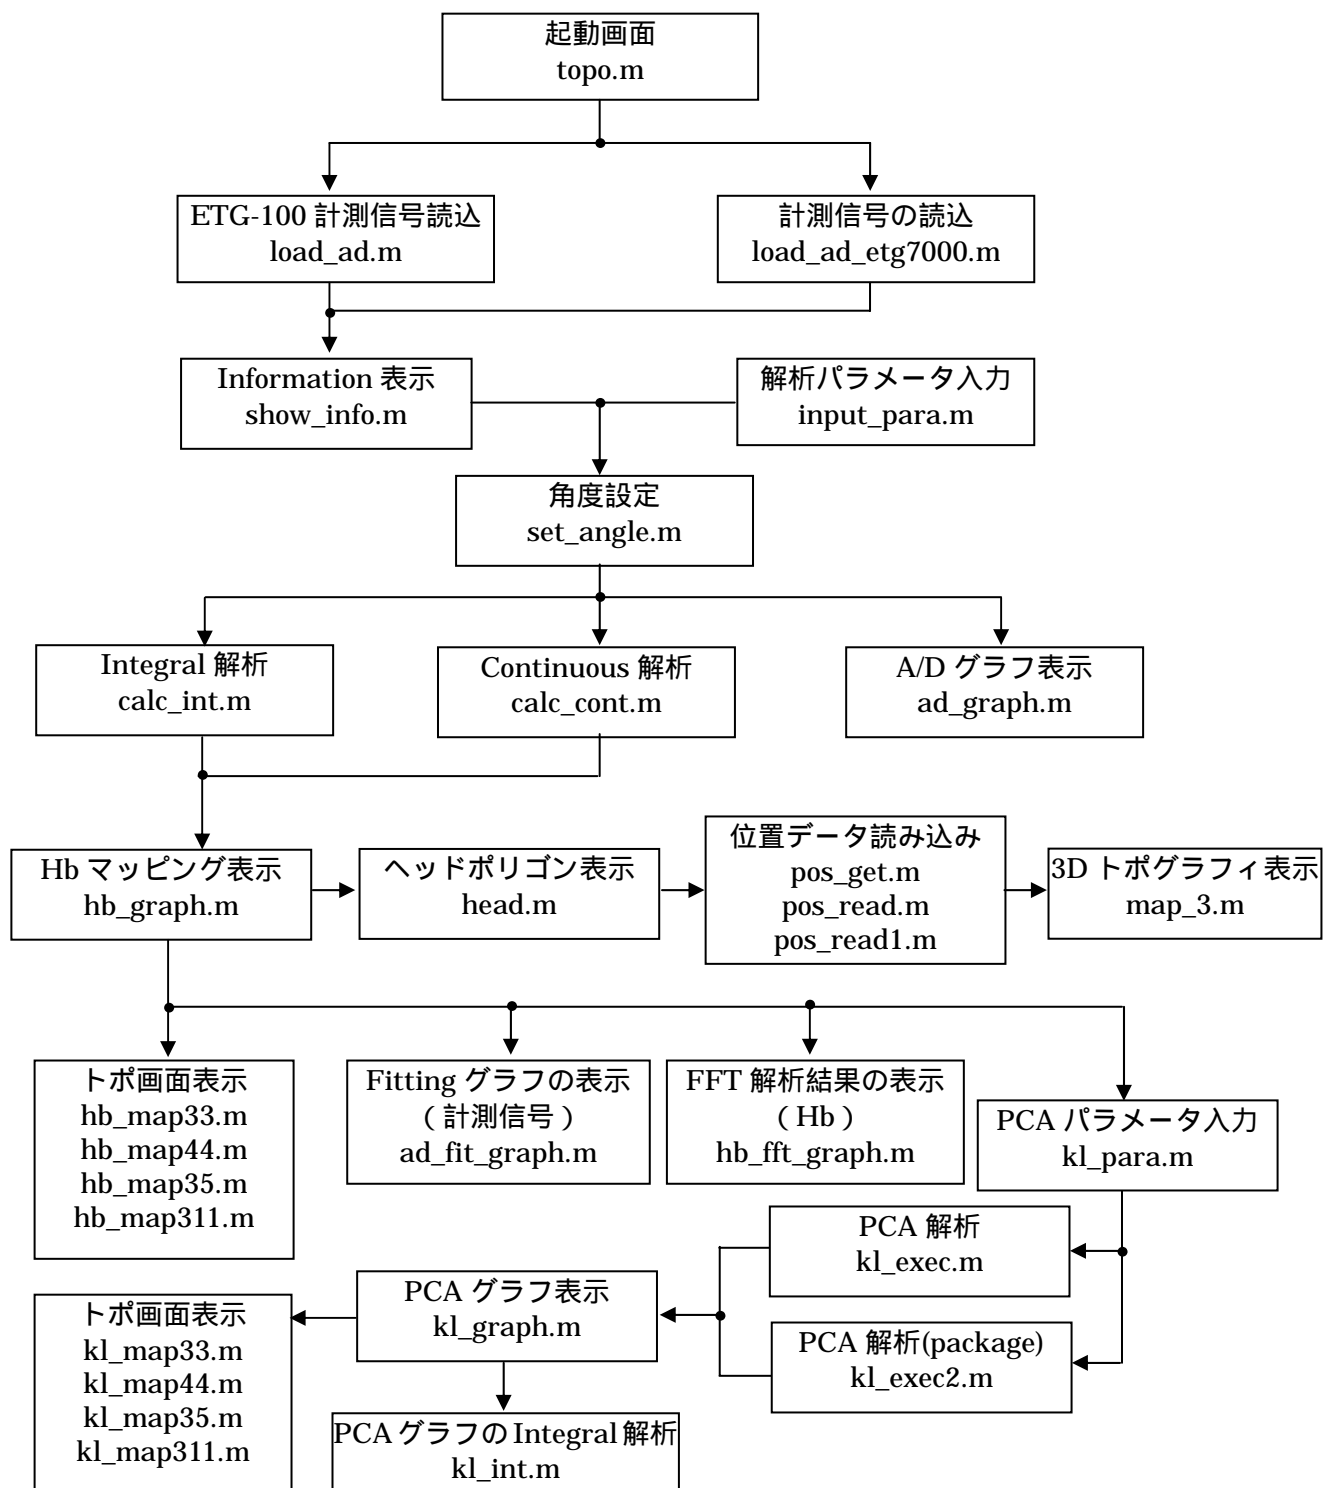 起動画面
topo.m
ETG-100 計測信号読込
load_ad.m
計測信号の読込
load_ad_etg7000.m
Information 表示
show_info.m
解析パラメータ入力
input_para.m
角度設定
set_angle.m
Integral 解析
calc_int.m
Continuous 解析
calc_cont.m
A/D グラフ表示
ad_graph.m
Hb マッピング表示
hb_graph.m
ヘッドポリゴン表示
head.m
位置データ読み込み
pos_get.m
pos_read.m
pos_read1.m
3D トポグラフィ表示
map_3.m
トポ画面表示
hb_map33.m
hb_map44.m
hb_map35.m
hb_map311.m
Fitting グラフの表示
（計測信号）
ad_fit_graph.m
FFT 解析結果の表示
（Hb）
hb_fft_graph.m
PCA パラメータ入力
kl_para.m
PCA 解析
kl_exec.m
PCA 解析(package)
kl_exec2.m
PCA グラフ表示
kl_graph.m
トポ画面表示
kl_map33.m
kl_map44.m
kl_map35.m
kl_map311.m
PCA グラフの Integral 解析
kl_int.m